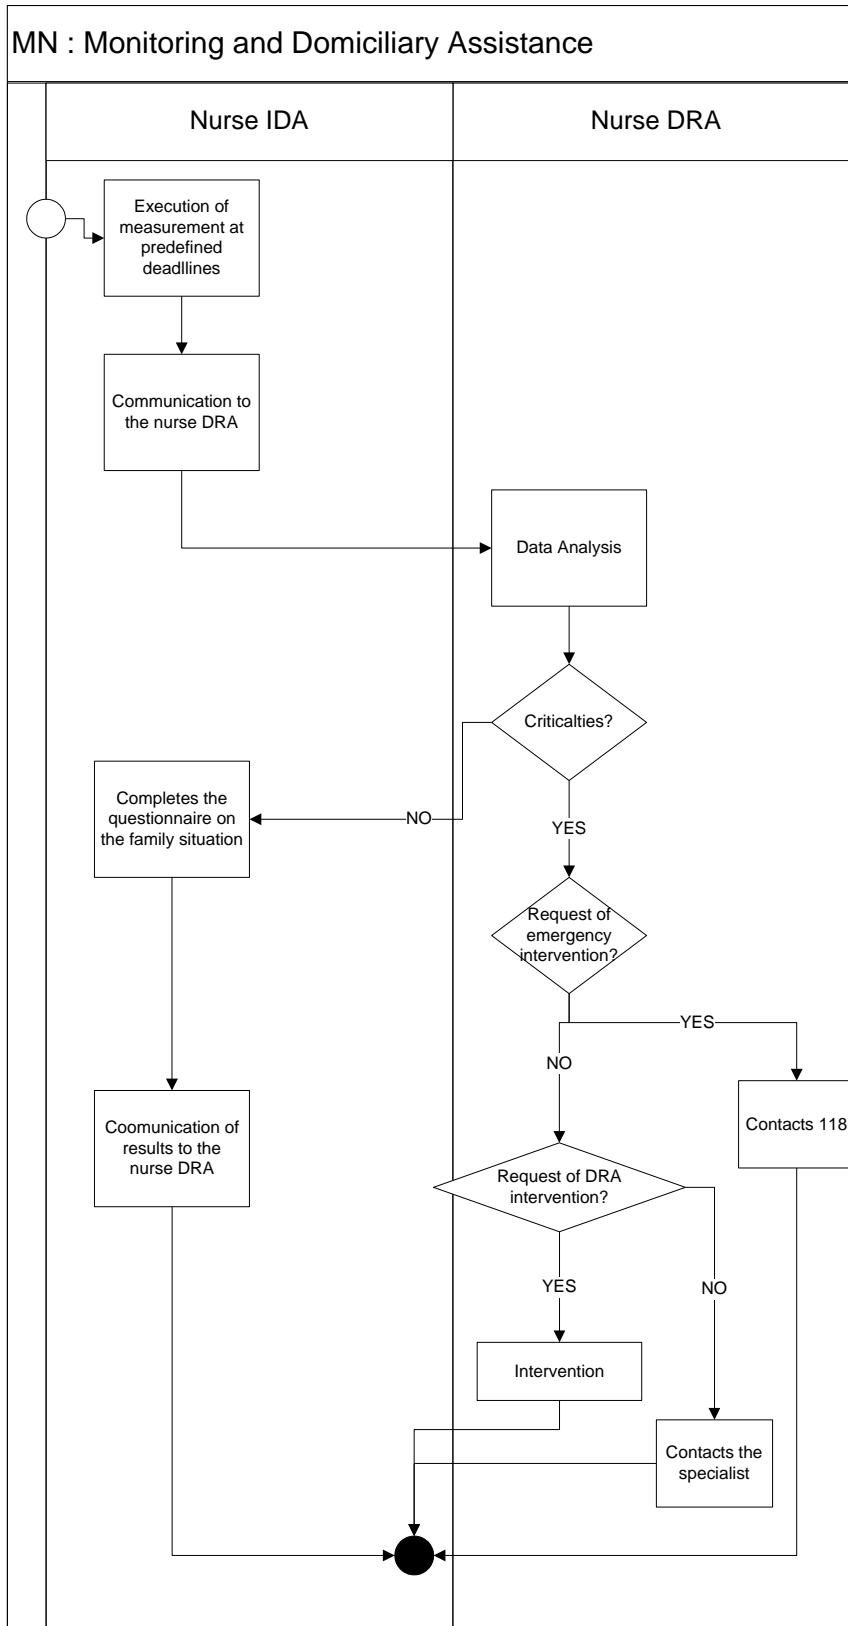 MN : Monitoring and Domiciliary Assistance
Nurse IDA
Nurse DRA
Execution of
measurement at
predefined
deadllines
Communication to
the nurse DRA
Data Analysis
Criticalties?
NO
YES
Completes the
questionnaire on
the family situation
Request of
emergency
intervention?
YES
NO
Contacts 118
Coomunication of
results to the
nurse DRA
Request of DRA
intervention?
YES
NO
Intervention
Contacts the
specialist